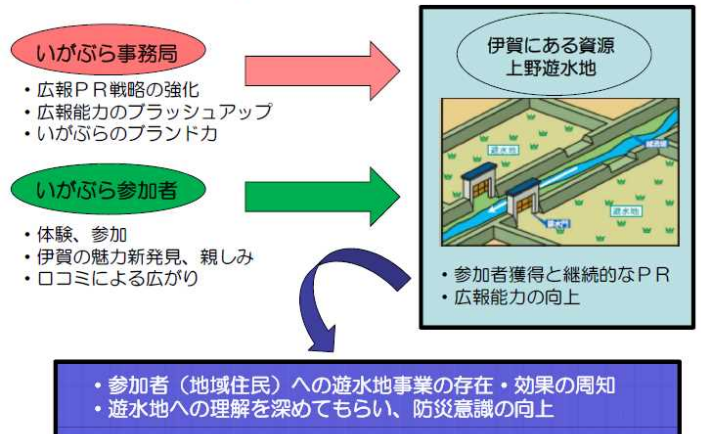 いがぶら事務局
・広報PR戦略の強化
・広報能力のブラッシュアップ
・いがぶらのブランド力
いがぶら参加者
・体験、参加
・伊賀の魅力新発見、親しみ
・口コミによる広がり
伊賀にある資源
上野遊水地
遊水地
遊水地
・参加者獲得と継続的なPR
・広報能力の向上
・参加者（地域住民）への遊水地事業の存在・効果の周知
・遊水地への理解を深めてもらい、防災意識の向上